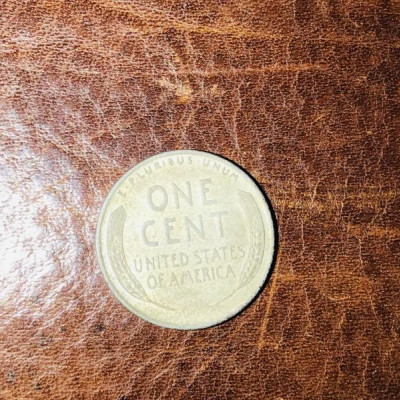 E·PLURIBUS·UNUM
ONE
CENT
UNITED STATES
OF AMERICA